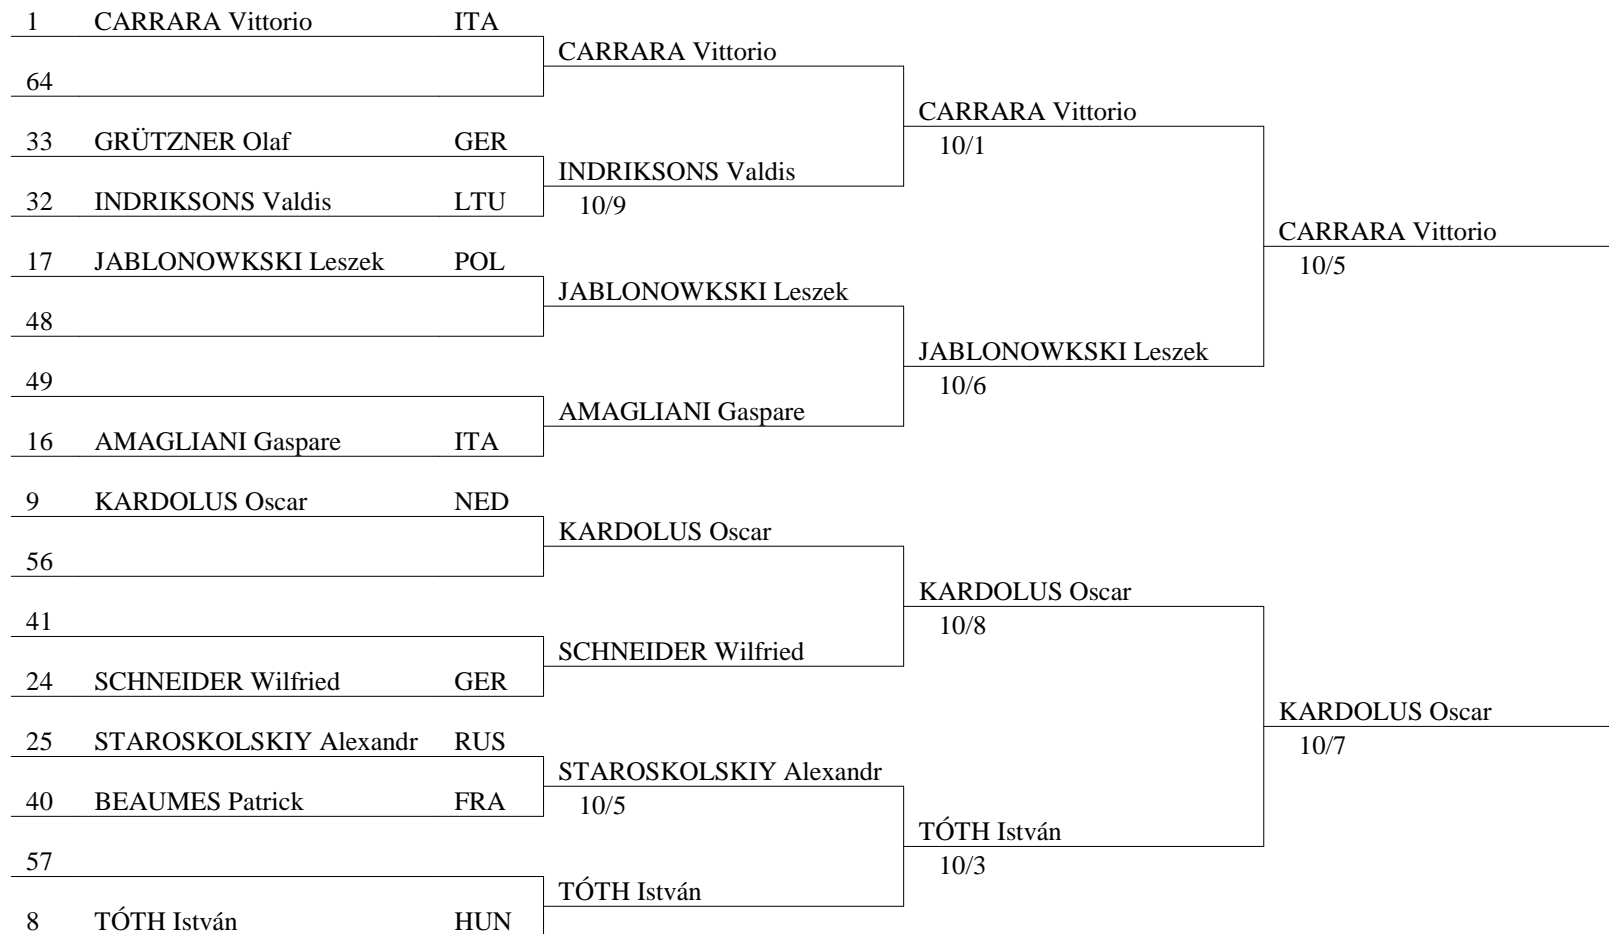 1 CARRARA Vittorio ITA
CARRARA Vittorio
64
CARRARA Vittorio
33 GRÜTZNER Olaf GER
10/1
INDRIKSONS Valdis
32 INDRIKSONS Valdis LTU
10/9
CARRARA Vittorio
17 JABLONOWKSKI Leszek POL
10/5
JABLONOWKSKI Leszek
48
JABLONOWKSKI Leszek
49
10/6
AMAGLIANI Gaspare
16 AMAGLIANI Gaspare ITA
9 KARDOLUS Oscar NED
KARDOLUS Oscar
56
KARDOLUS Oscar
41
10/8
SCHNEIDER Wilfried
24 SCHNEIDER Wilfried GER
KARDOLUS Oscar
25 STAROSKOLSKIY Alexandr RUS
10/7
STAROSKOLSKIY Alexandr
40 BEAUMES Patrick FRA
10/5
TÓTH István
57
10/3
TÓTH István
8 TÓTH István HUN